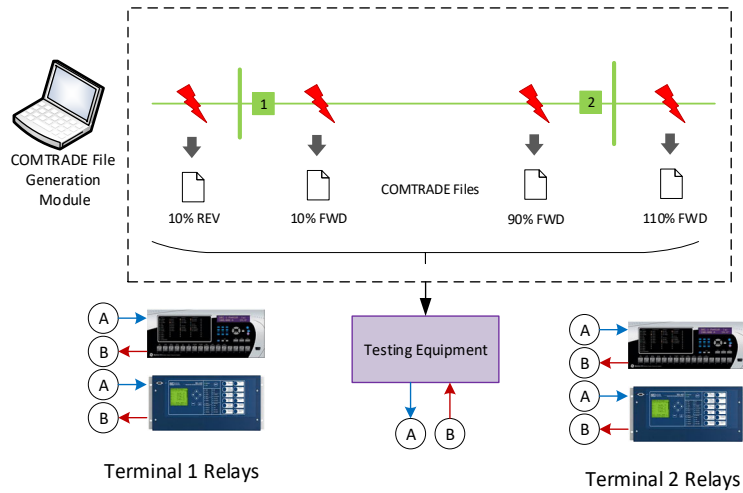 1
2
COMTRADE File
Generation
Module
COMTRADE Files
10% REV
10% FWD
90% FWD
110% FWD
A
B
A
B
Testing Equipment
A
B
A
B
A
B
Terminal 1 Relays
Terminal 2 Relays